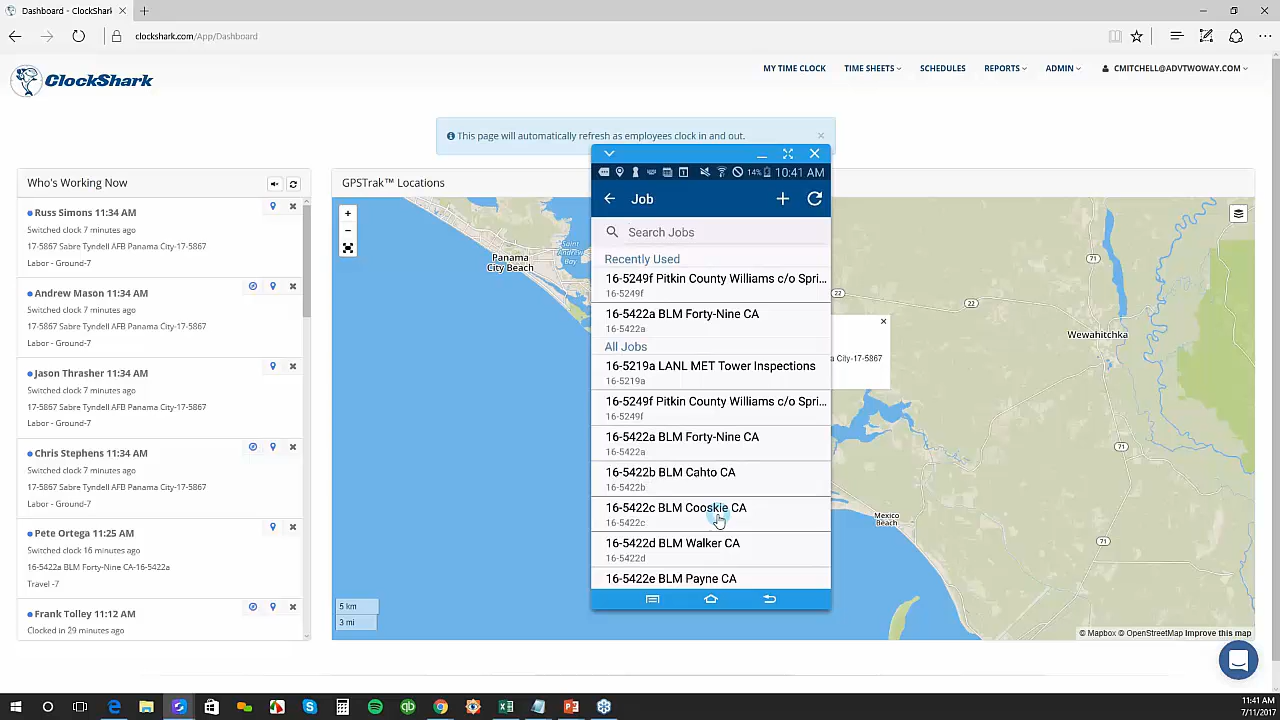 Dashboard - ClockShark
clockshark.com/App/Dashboard
ClockShark
MY TIME CLOCK
TIME SHEETS
SCHEDULES
REPORTS
ADMIN
CMITCHELL@ADVTWOWAY.COM
This page will automatically refresh as employees clock in and out.
Who's Working Now
Russ Simons 11:34 AM
Switched clock 7 minutes ago
17-5867 Sabre Tyndell AFB Panama City-17-5867
Labor - Ground-7
Andrew Mason 11:34 AM
Switched clock 7 minutes ago
17-5867 Sabre Tyndell AFB Panama City-17-5867
Labor - Ground-7
Jason Thrasher 11:34 AM
Switched clock 7 minutes ago
17-5867 Sabre Tyndell AFB Panama City-17-5867
Labor - Ground-7
Chris Stephens 11:34 AM
Switched clock 7 minutes ago
17-5867 Sabre Tyndell AFB Panama City-17-5867
Labor - Ground-7
Pete Ortega 11:25 AM
Switched clock 16 minutes ago
16-5422a BLM Forty-Nine CA-16-5422a
Travel -7
Frank Tolley 11:12 AM
Clocked in 29 minutes ago
GPSTrak™ Locations
+
−
Panama
City Beach
Saint
Andrew
Bay
5 km
3 mi
14% 10:41 AM
Job
Search Jobs
Recently Used
16-5249f Pitkin County Williams c/o Spri...
16-5249f
16-5422a BLM Forty-Nine CA
16-5422a
All Jobs
16-5219a LANL MET Tower Inspections
16-5219a
16-5249f Pitkin County Williams c/o Spri...
16-5249f
16-5422a BLM Forty-Nine CA
16-5422a
16-5422b BLM Cahto CA
16-5422b
16-5422c BLM Cooskie CA
16-5422c
16-5422d BLM Walker CA
16-5422d
16-5422e BLM Payne CA
a City-17-5867
22
22
71
71
71
Wewahitchka
Mexico
Beach
© Mapbox © OpenStreetMap Improve this map
11:41 AM
7/11/2017